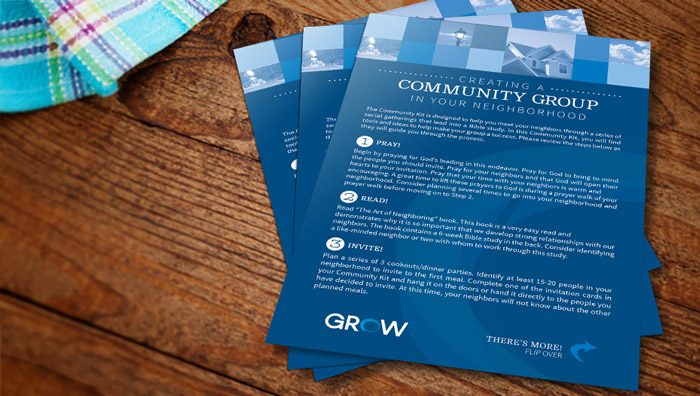 CREATING A
COMMUNITY GROUP
IN YOUR NEIGHBORHOOD
The Community Kit is designed to help you meet your neighbors through a series of
social gatherings that lead into a Bible study. In this Community Kit, you will find
tools and ideas to help make your group a success. Please review the steps below as
they will guide you through the process.
1 PRAY!
Begin by praying for God's leading in this endeavor. Pray for God to bring to mind
the people you should invite. Pray for your neighbors and that God will open their
hearts to your invitation. Pray that your time with your neighbors is warm and
encouraging. A great time to lift these prayers to God is during a prayer walk of your
neighborhood. Consider planning several times to go into your neighborhood and
prayer walk before moving on to Step 2.
2 READ!
Read "The Art of Neighboring" book. This book is a very easy read and
demonstrates why it is so important that we develop strong relationships with our
neighbors. The book contains a 6-week Bible study in the back. Consider identifying
a like-minded neighbor or two with whom to work through this study.
3 INVITE!
Plan a series of 3 cookouts/dinner parties. Identify at least 15-20 people in your
neighborhood to invite to the first meal. Complete one of the invitation cards in
your Community Kit and hang it on the doors or hand it directly to the people you
have decided to invite. At this time, your neighbors will not know about the other
planned meals.
GROW
THERE'S MORE!
FLIP OVER